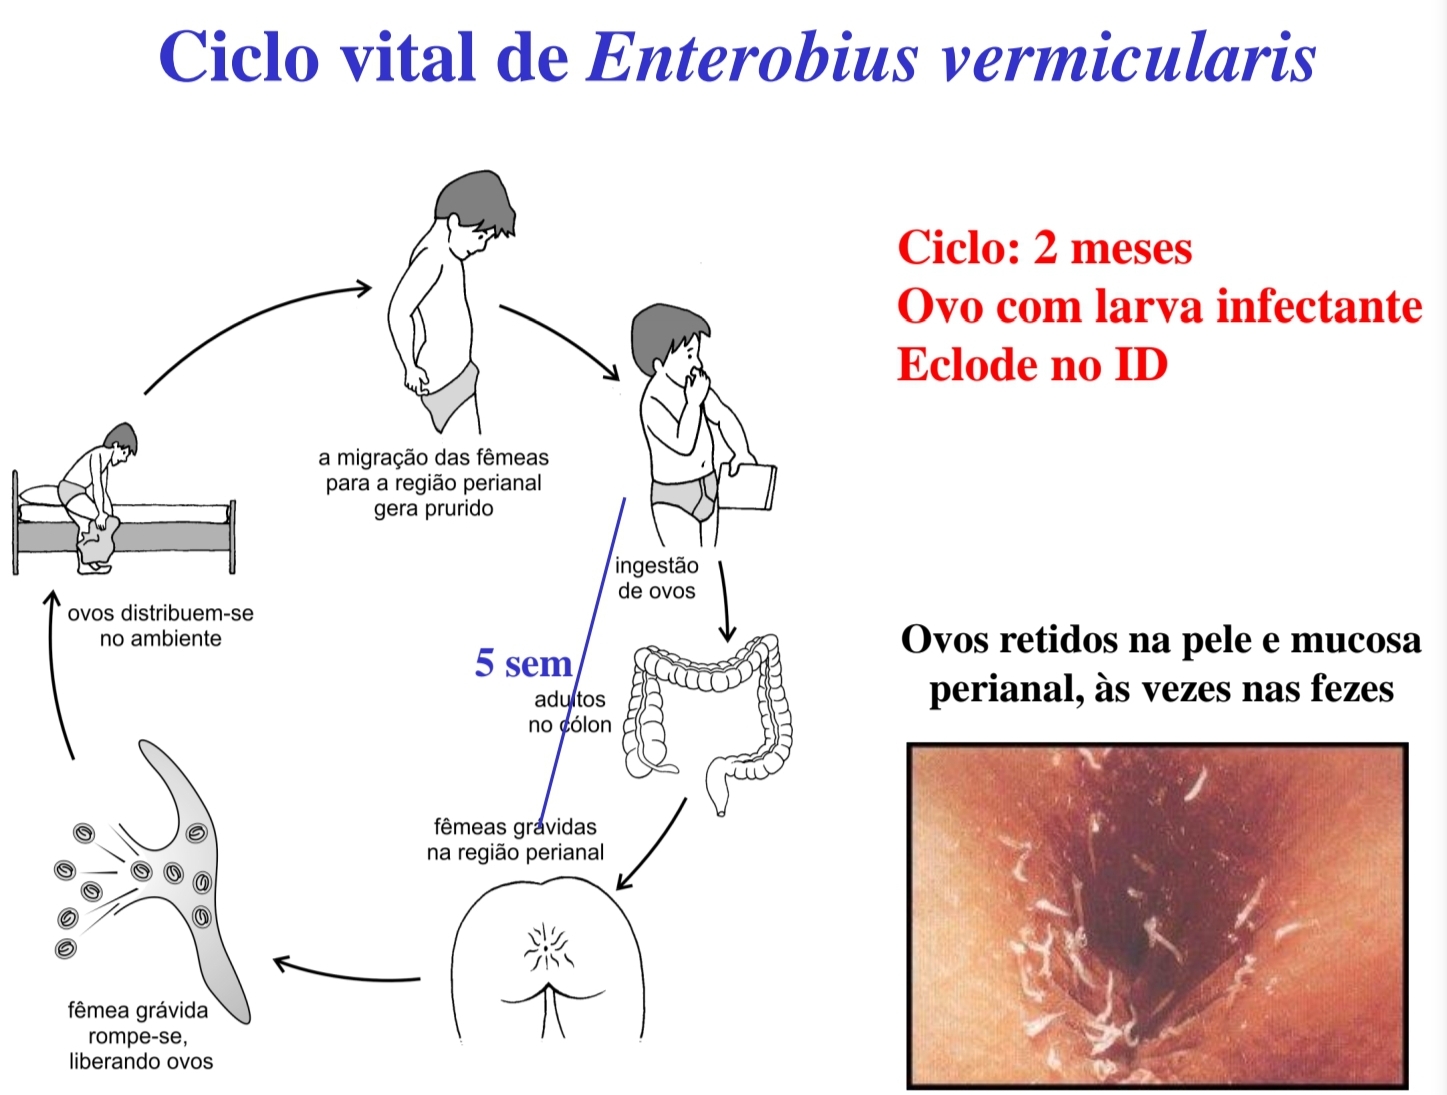 Ciclo vital de Enterobius vermicularis
Ciclo: 2 meses
Ovo com larva infectante
Eclode no ID
a migração das fêmeas
para a região perianal
gera prurido
ingestão
de ovos
ovos distribuem-se
no ambiente
5 sem
adultos
no cólon
Ovos retidos na pele e mucosa
perianal, às vezes nas fezes
fêmeas grávidas
na região perianal
fêmea grávida
rompe-se,
liberando ovos